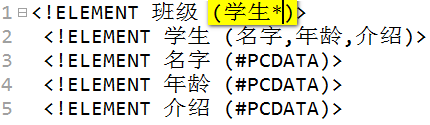 1 <!ELEMENT 班级 (学生*)>
2 <!ELEMENT 学生 (名字,年龄,介绍)>
3 <!ELEMENT 名字 (#PCDATA)>
4 <!ELEMENT 年龄 (#PCDATA)>
5 <!ELEMENT 介绍 (#PCDATA)>